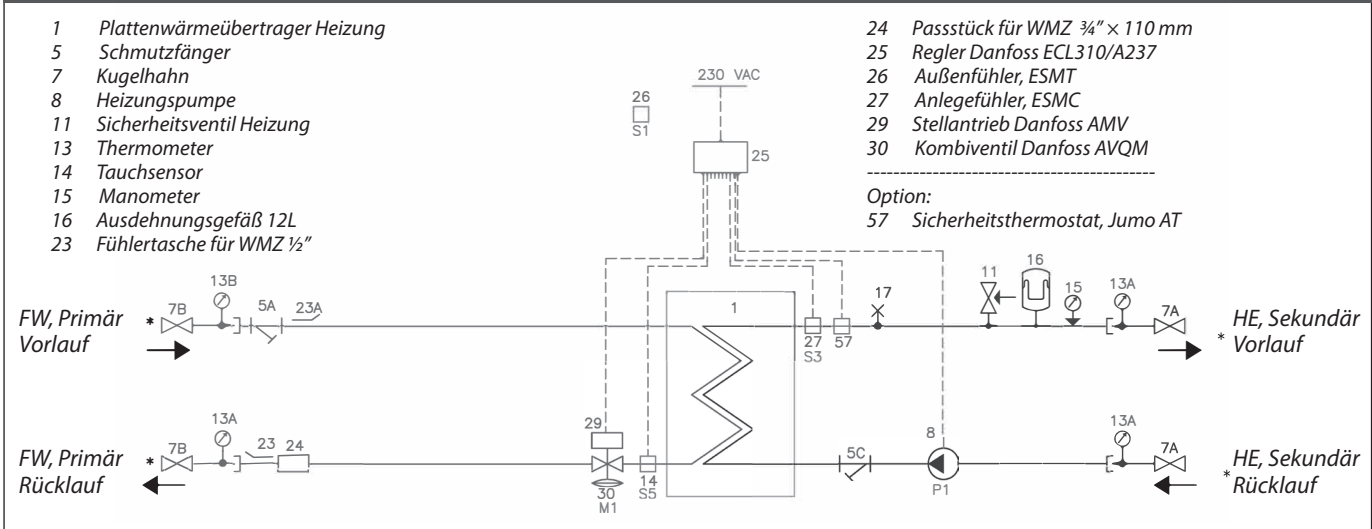 1 Plattenwärmeübertrager Heizung
5 Schmutzfänger
7 Kugelhahn
8 Heizungspumpe
11 Sicherheitsventil Heizung
13 Thermometer
14 Tauchsensor
15 Manometer
16 Ausdehnungsgefäß 12L
23 Fühlertasche für WMZ ½”
24 Passstück für WMZ ¾” × 110 mm
25 Regler Danfoss ECL310/A237
26 Außenfühler, ESMT
27 Anlegefühler, ESMC
29 Stellantrieb Danfoss AMV
30 Kombiventil Danfoss AVQM
------------------------------------------
Option:
57 Sicherheitsthermostat, Jumo AT
230 VAC
26
S1
25
FW, Primär
Vorlauf
*
7B
13B
5A
23A
1
27
S3
57
17
11
16
15
13A
7A
* HE, Sekundär
Vorlauf
FW, Primär
Rücklauf
*
7B
13A
23
24
29
30
M1
14
S5
5C
8
P1
13A
7A
* HE, Sekundär
Rücklauf